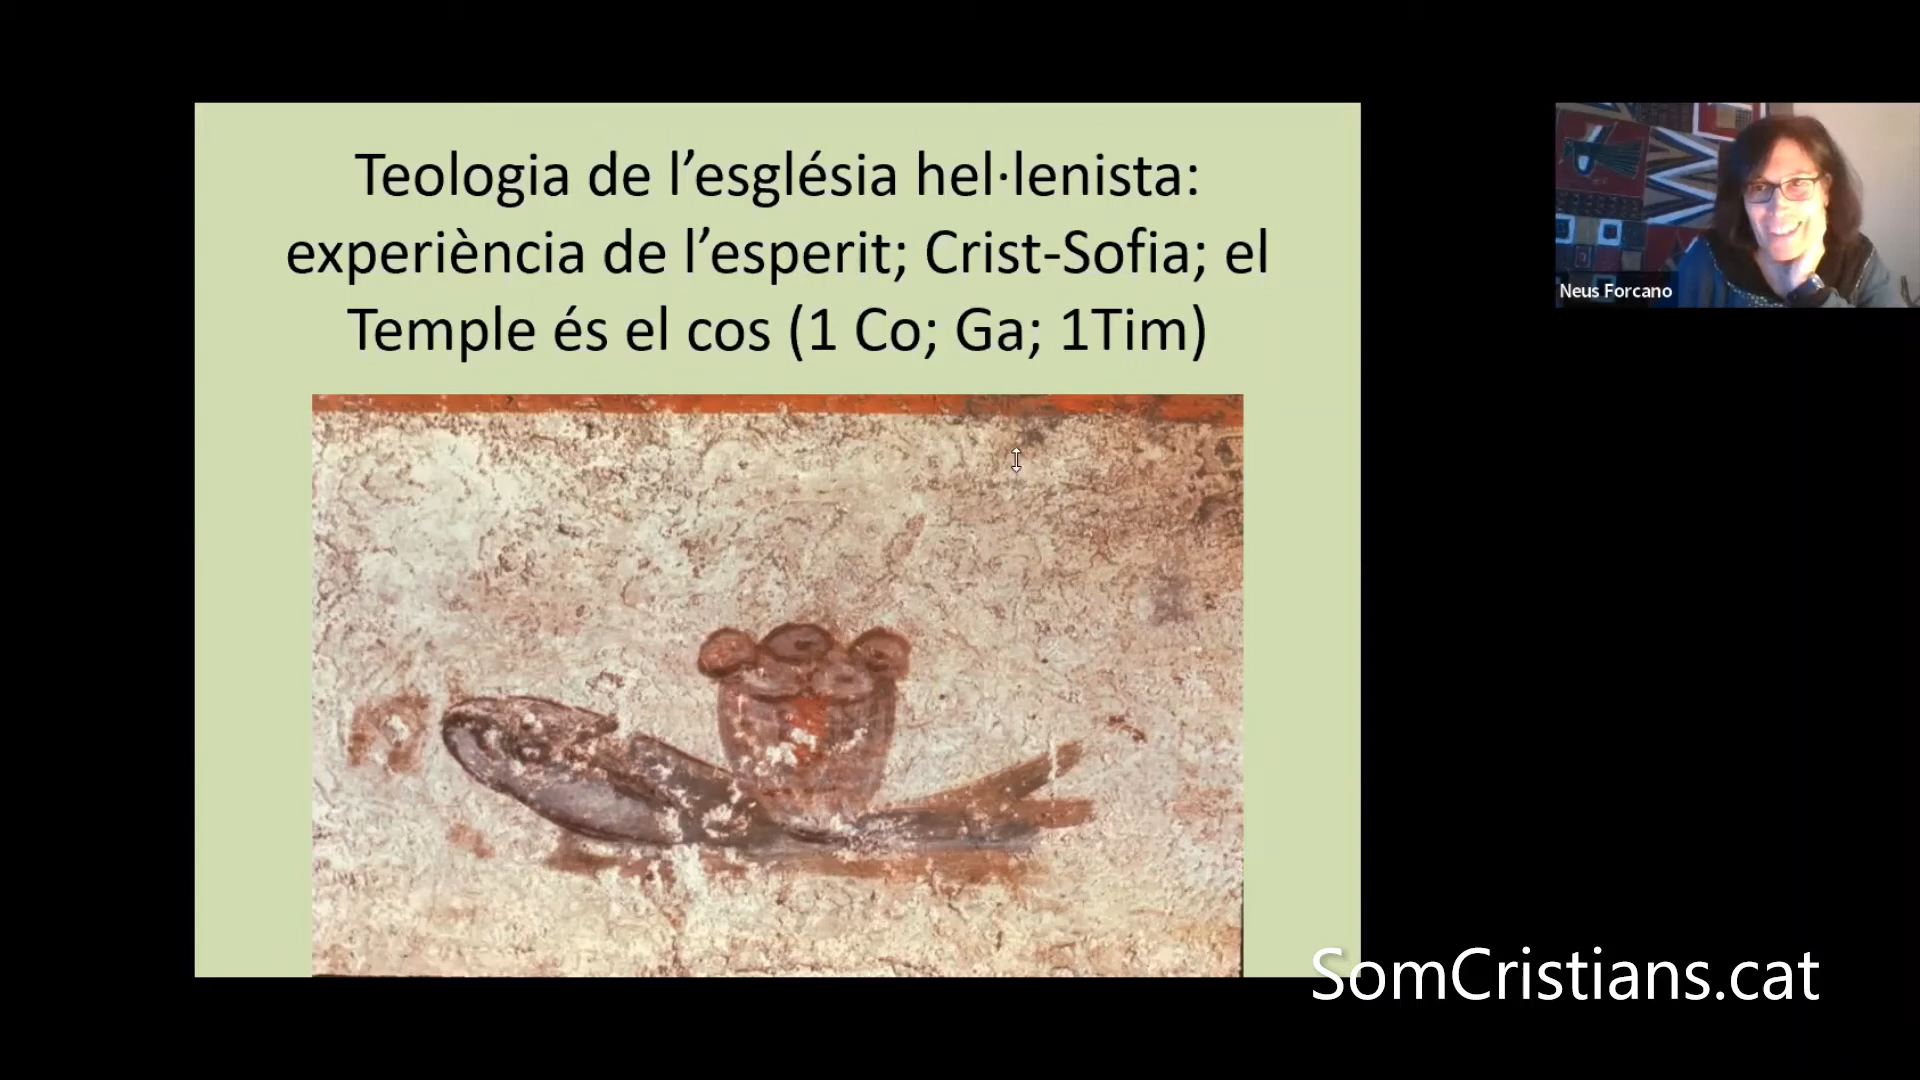 Teologia de l’església hel·lenista:
experiència de l’esperit; Crist-Sofia; el
Temple és el cos (1 Co; Ga; 1Tim)
Neus Forcano
SomCristians.cat